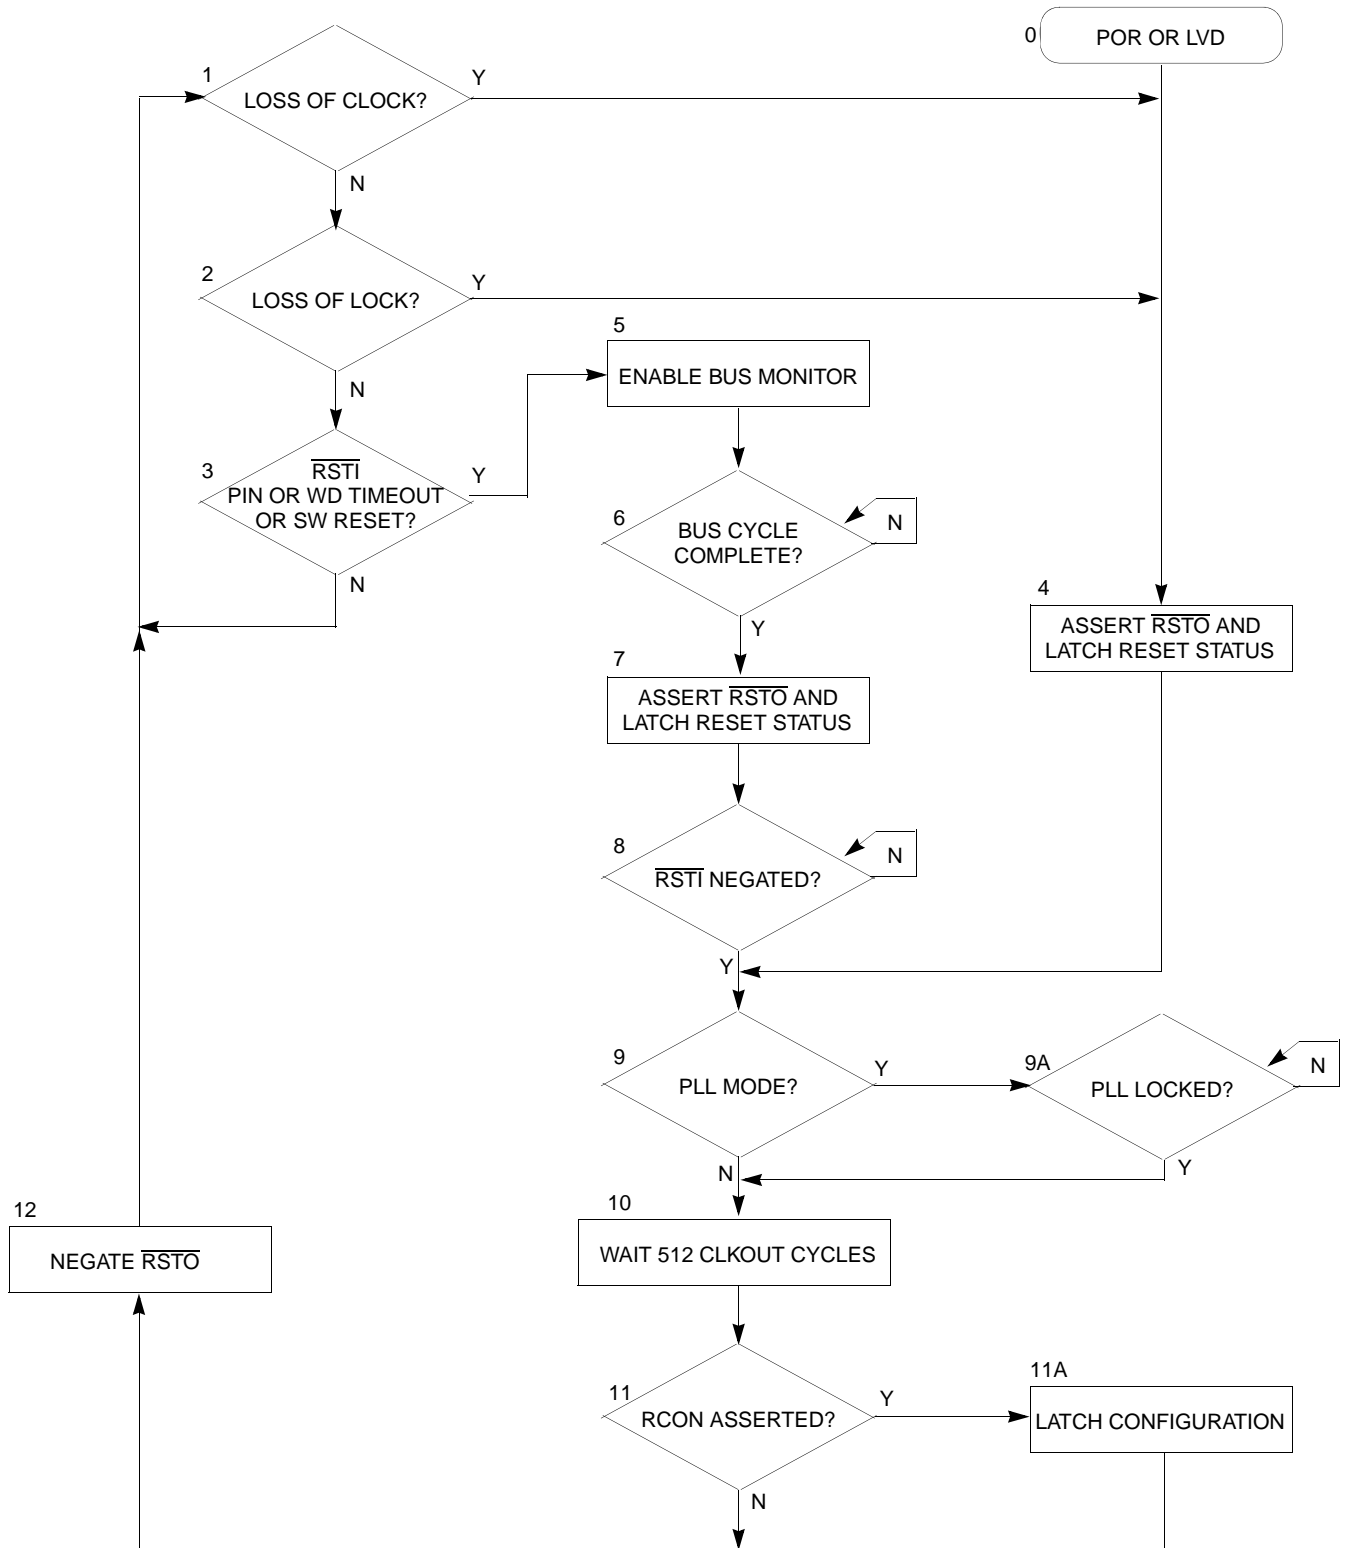 0
POR OR LVD
1
LOSS OF CLOCK?
Y
N
2
LOSS OF LOCK?
Y
N
3
RSTI
PIN OR WD TIMEOUT
OR SW RESET?
Y
N
5
ENABLE BUS MONITOR
6
BUS CYCLE
COMPLETE?
N
Y
4
ASSERT RSTO AND
LATCH RESET STATUS
7
ASSERT RSTO AND
LATCH RESET STATUS
8
RSTI NEGATED?
N
Y
9
PLL MODE?
Y
N
9A
PLL LOCKED?
N
Y
10
WAIT 512 CLKOUT CYCLES
12
NEGATE RSTO
11
RCON ASSERTED?
Y
N
11A
LATCH CONFIGURATION